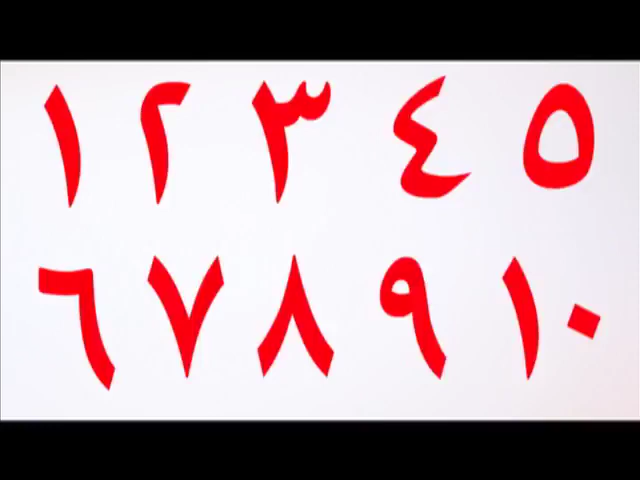 ١ ٢ ٣ ٤ ٥
٦ ٧ ٨ ٩ ١٠